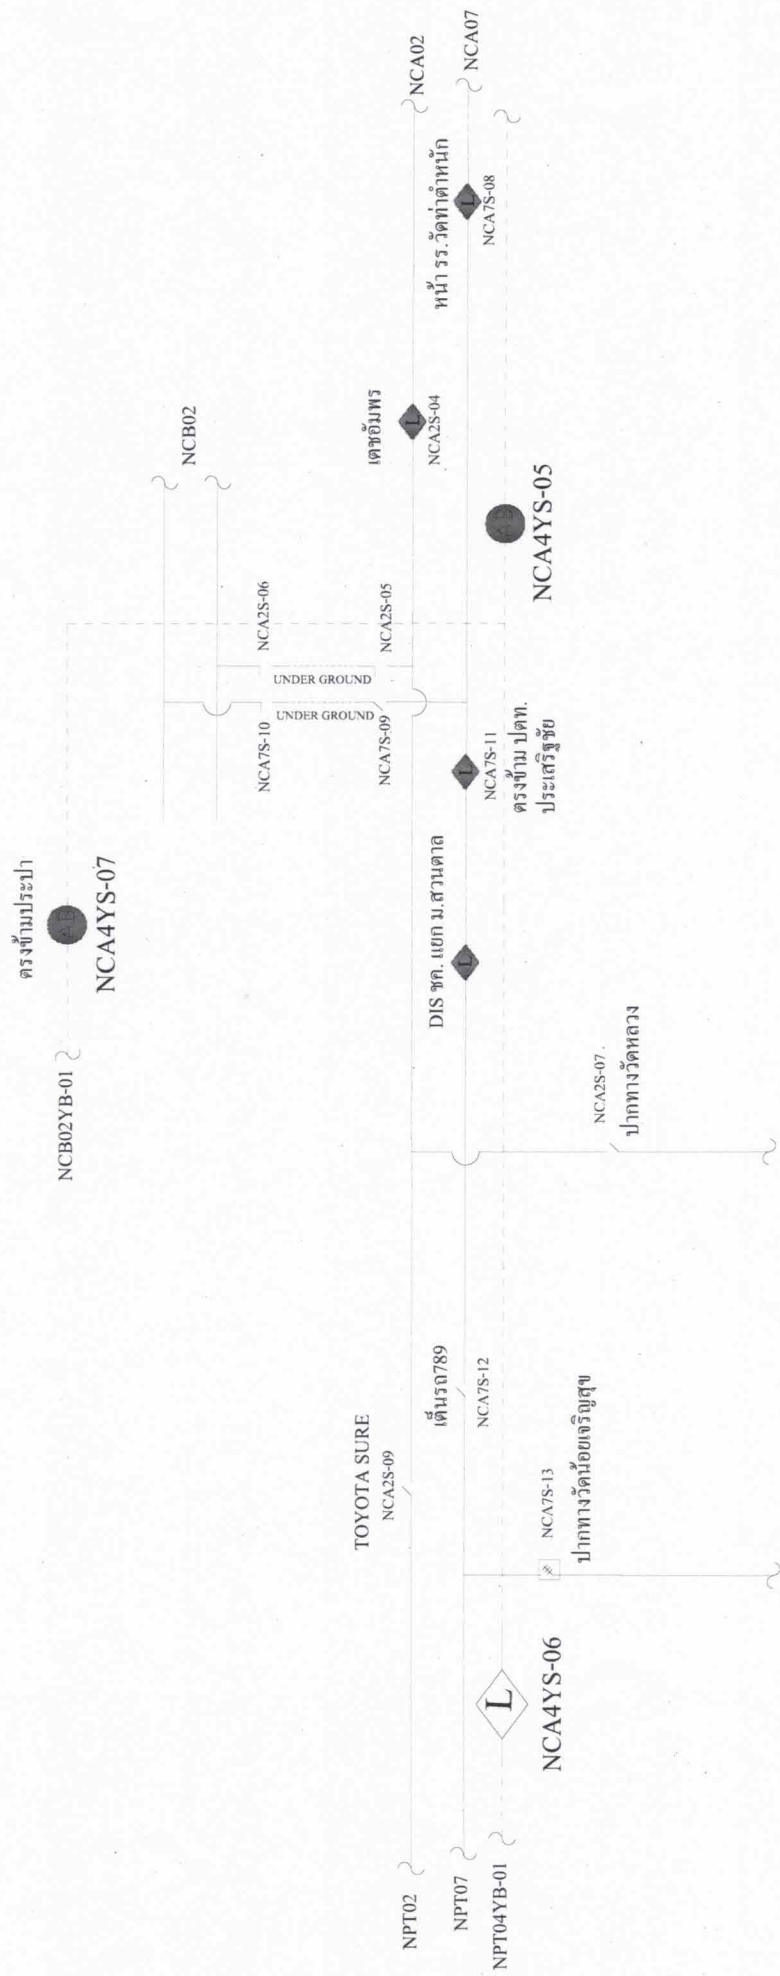 ตรงข้ามประปา
AB
NCA4YS-07
NCB02YB-01
NCB02
NCA2S-06
NCA2S-05
UNDER GROUND
UNDER GROUND
NCA7S-10
NCA7S-09
เดชอัมพร
L
NCA2S-04
NCA02
NCA07
หน้า รร.วัดท่าตำหนัก
L
NCA7S-08
AB
NCA4YS-05
L
NCA7S-11
ตรงข้าม ปตท.
ประเสริฐชัย
DIS ชค. แยก ม.สวนตาล
L
NCA2S-07
ปากทางวัดหลวง
TOYOTA SURE
NCA2S-09
เต็นรถ789
NCA7S-12
NCA7S-13
ปากทางวัดน้อยเจริญสุข
L
NCA4YS-06
NPT02
NPT07
NPT04YB-01